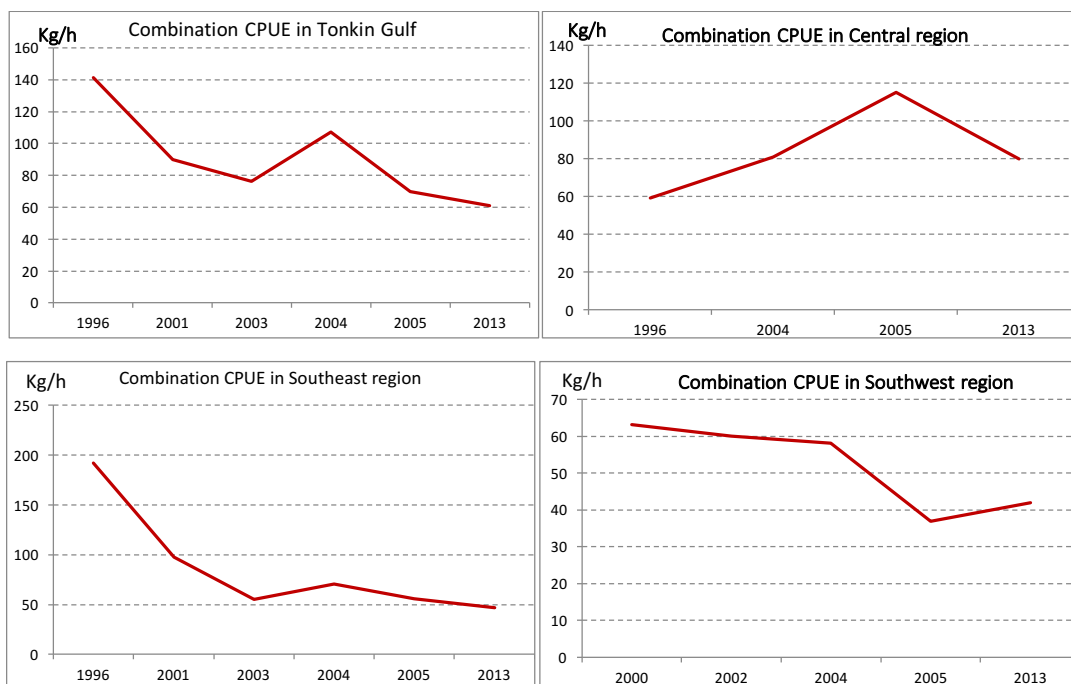 Kg/h
Combination CPUE in Tonkin Gulf
160
140
120
100
80
60
40
20
0
1996 2001 2003 2004 2005 2013
Kg/h
Combination CPUE in Central region
140
120
100
80
60
40
20
0
1996 2004 2005 2013
Kg/h
Combination CPUE in Southeast region
250
200
150
100
50
0
1996 2001 2003 2004 2005 2013
Kg/h
Combination CPUE in Southwest region
70
60
50
40
30
20
10
0
2000 2002 2004 2005 2013